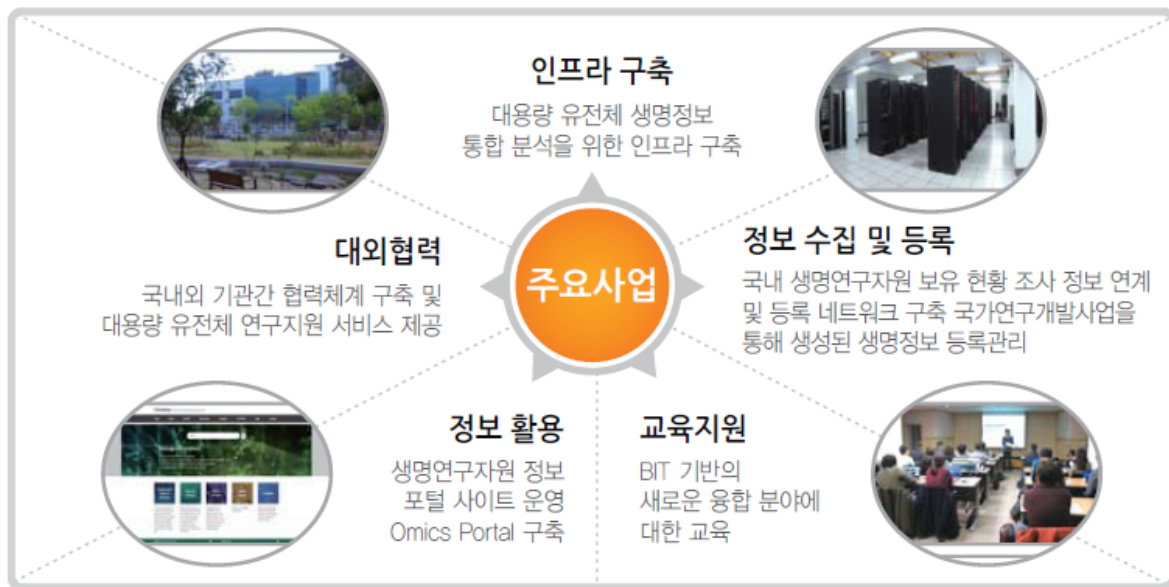 인프라 구축
대용량 유전체 생명정보
통합 분석을 위한 인프라 구축
대외협력
국내외 기관간 협력체계 구축 및
대용량 유전체 연구지원 서비스 제공
주요사업
정보 수집 및 등록
국내 생명연구자원 보유 현황 조사 정보 연계
및 등록 네트워크 구축 국가연구개발사업을
통해 생성된 생명정보 등록관리
정보 활용
생명연구자원 정보
포털 사이트 운영
Omics Portal 구축
교육지원
BIT 기반의
새로운 융합 분야에
대한 교육